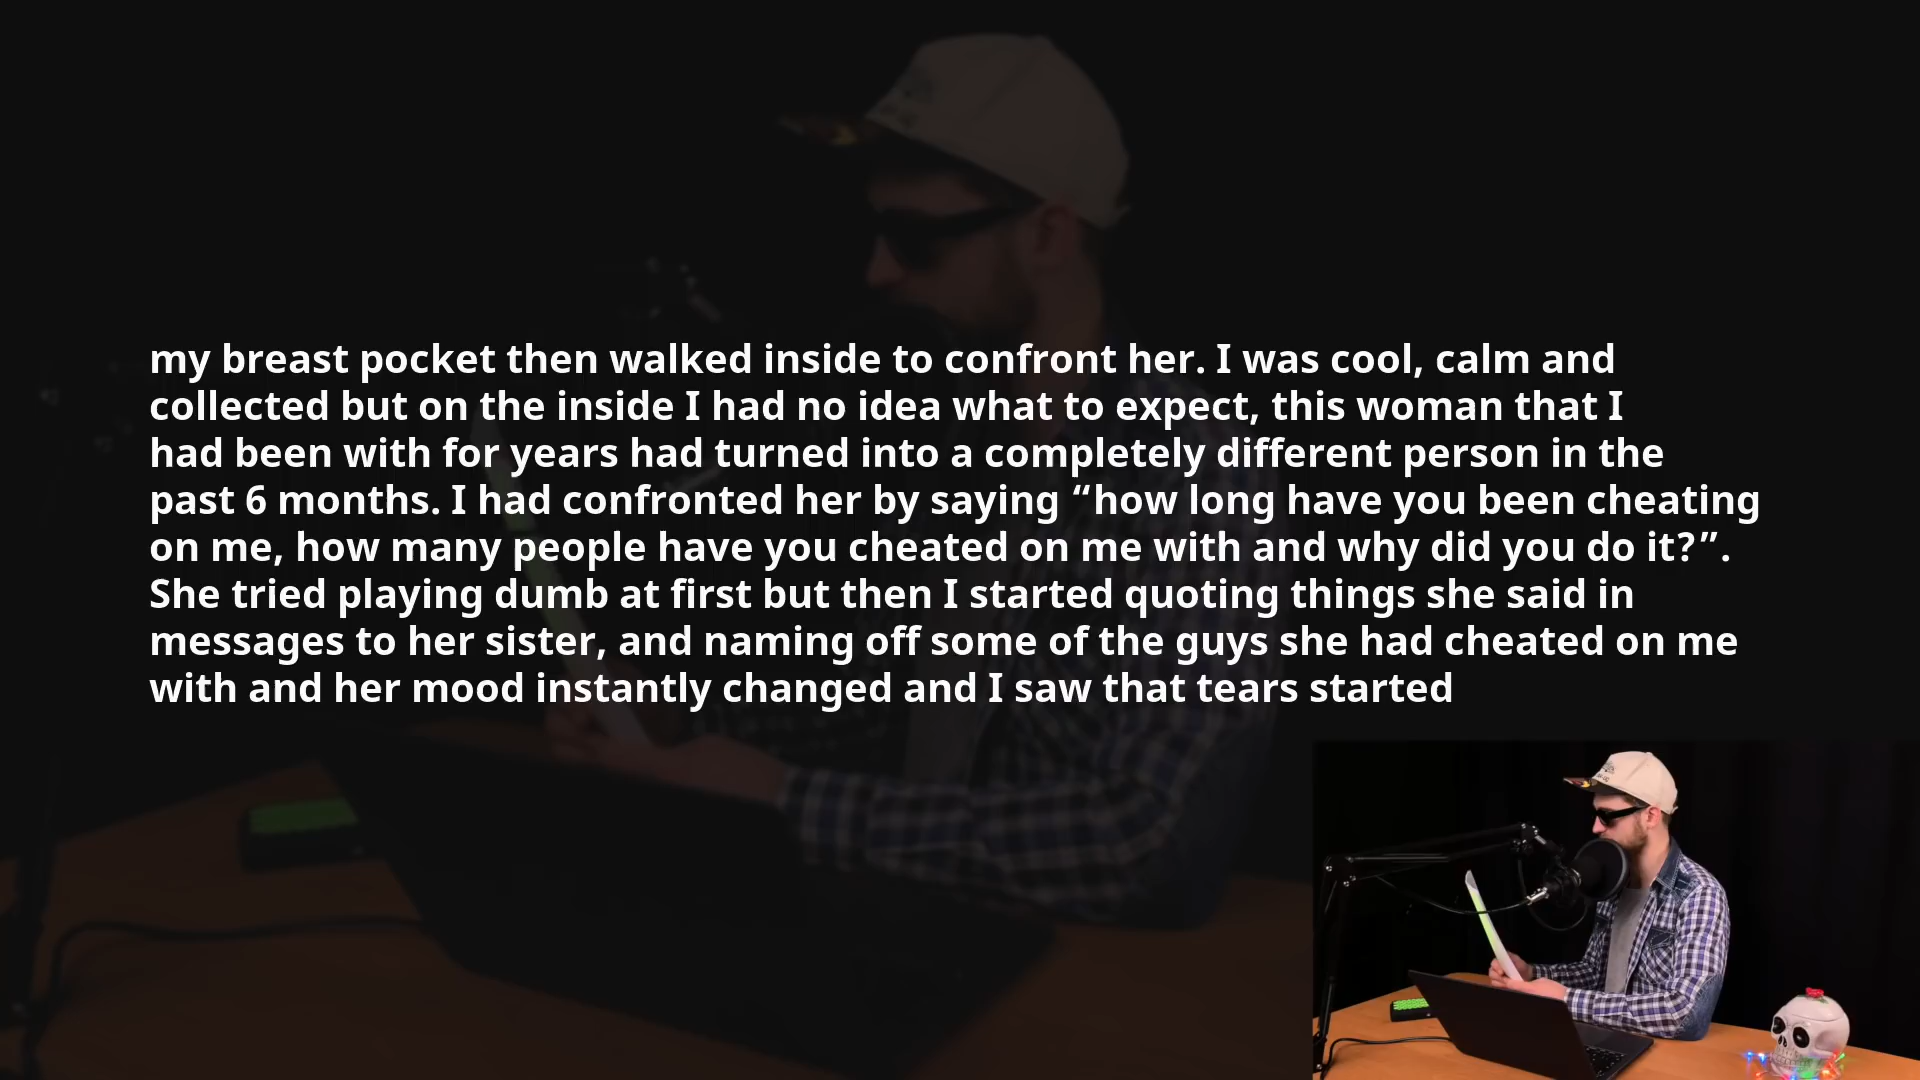 my breast pocket then walked inside to confront her. I was cool, calm and
collected but on the inside I had no idea what to expect, this woman that I
had been with for years had turned into a completely different person in the
past 6 months. I had confronted her by saying “how long have you been cheating
on me, how many people have you cheated on me with and why did you do it?”.
She tried playing dumb at first but then I started quoting things she said in
messages to her sister, and naming off some of the guys she had cheated on me
with and her mood instantly changed and I saw that tears started